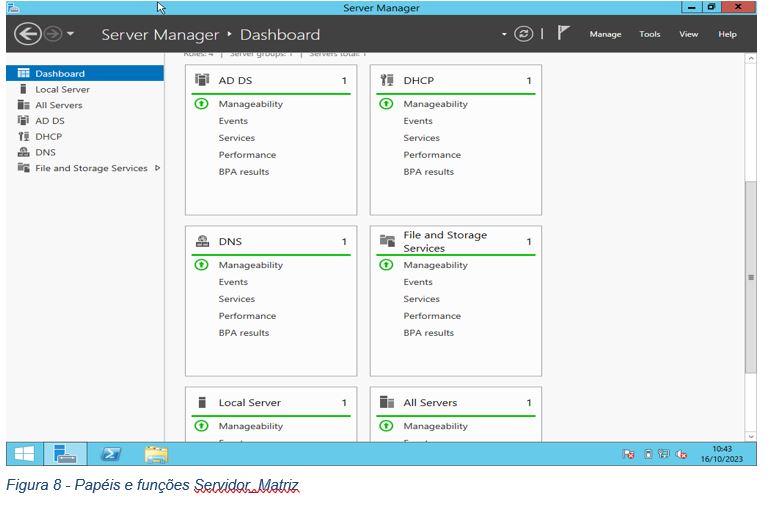 Server Manager
Server Manager • Dashboard
Manage Tools View Help
Roles: 4 | Server groups: 1 | Servers total: 1
Dashboard
Local Server
All Servers
AD DS
DHCP
DNS
File and Storage Services
AD DS 1
Manageability
Events
Services
Performance
BPA results
DHCP 1
Manageability
Events
Services
Performance
BPA results
DNS 1
Manageability
Events
Services
Performance
BPA results
File and Storage
Services 1
Manageability
Events
Services
Performance
BPA results
Local Server 1
Manageability
All Servers 1
Manageability
10:43
16/10/2023
Figura 8 - Papéis e funções Servidor_Matriz